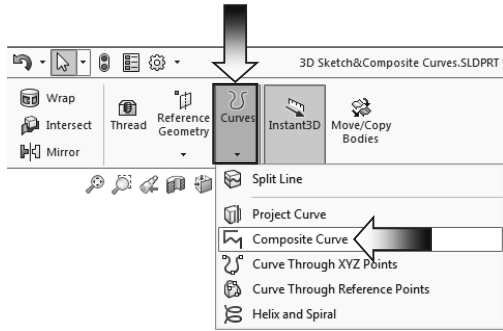 3D Sketch&Composite Curves.SLDPRT
Wrap
Intersect
Mirror
Thread
Reference
Geometry
Curves
Instant3D
Move/Copy
Bodies
Split Line
Project Curve
Composite Curve
Curve Through XYZ Points
Curve Through Reference Points
Helix and Spiral